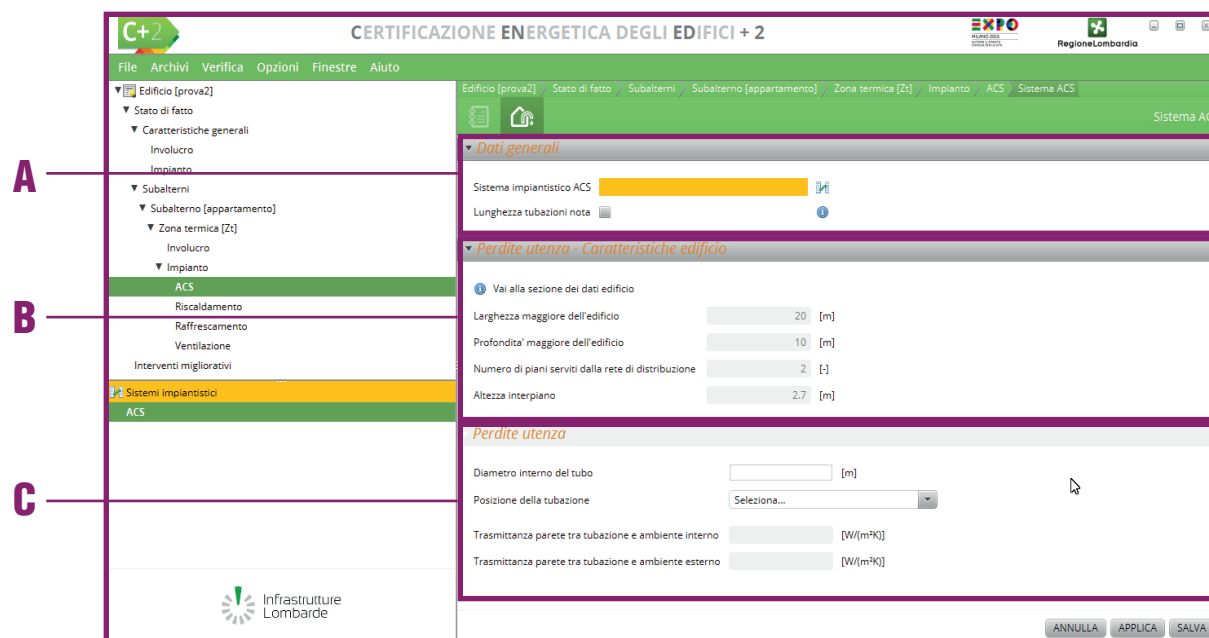 C+2
CERTIFICAZIONE ENERGETICA DEGLI EDIFICI + 2
EXPO
MILANO 2015
RegioneLombardia
File Archivi Verifica Opzioni Finestre Aiuto
Edificio [prova2]
Stato di fatto
Caratteristiche generali
Involucro
Impianto
Subalterni
Subalterno [appartamento]
Zona termica [Zt]
Involucro
Impianto
ACS
Riscaldamento
Raffrescamento
Ventilazione
Interventi migliorativi
Sistemi impiantistici
ACS
Infrastrutture
Lombarde
Edificio [prova2] / Stato di fatto / Subalterni / Subalterno [appartamento] / Zona termica [Zt] / Impianto / ACS / Sistema ACS
Sistema AC
A
Dati generali
Sistema impiantistico ACS
Lunghezza tubazioni nota
B
Perdite utenza - Caratteristiche edificio
Vai alla sezione dei dati edificio
Larghezza maggiore dell'edificio 20 [m]
Profondita' maggiore dell'edificio 10 [m]
Numero di piani serviti dalla rete di distribuzione 2 [-]
Altezza interpiano 2.7 [m]
C
Perdite utenza
Diametro interno del tubo [m]
Posizione della tubazione Seleziona...
Trasmittanza parete tra tubazione e ambiente interno [W/(m²K)]
Trasmittanza parete tra tubazione e ambiente esterno [W/(m²K)]
ANNULLA APPLICA SALVA